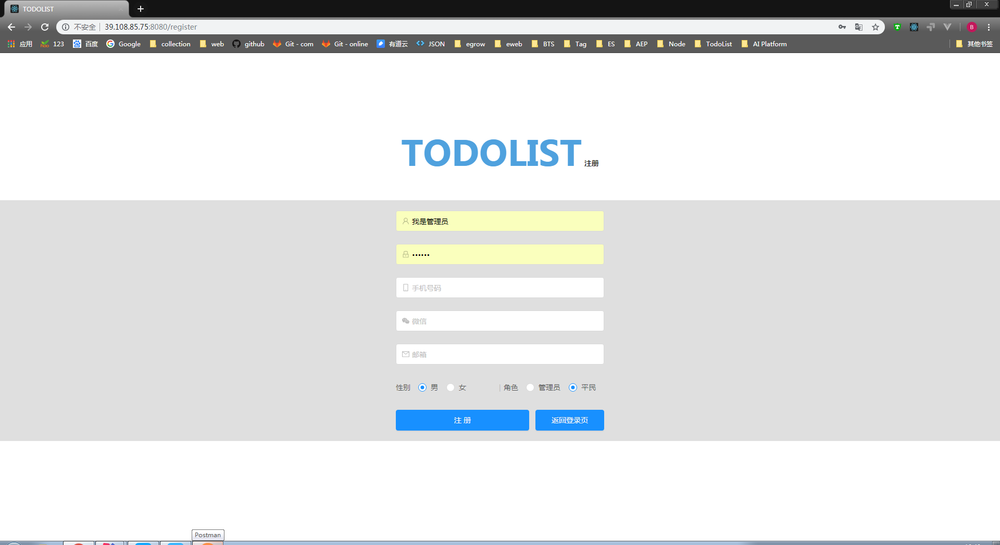 TODOLIST
不安全 39.108.85.75:8080/register
B
应用 123 百度 Google collection web github Git - com Git - online 有道云 JSON egrow eweb BTS Tag ES AEP Node TodoList AI Platform 其他书签
TODOLIST 注册
我是管理员
••••••
手机号码
微信
邮箱
性别 男 女 | 角色 管理员 平民
注 册 返回登录页
Postman